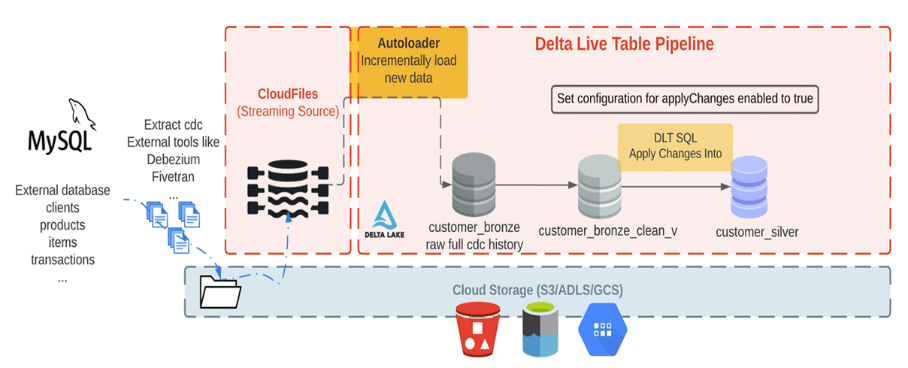 Autoloader
Incrementally load
new data
Delta Live Table Pipeline
CloudFiles
(Streaming Source)
Set configuration for applyChanges enabled to true
MySQL
Extract cdc
External tools like
Debezium
Fivetran
...
DLT SQL
Apply Changes Into
External database
clients
products
items
transactions
...
DELTA LAKE
customer_bronze
raw full cdc history
customer_bronze_clean_v
customer_silver
Cloud Storage (S3/ADLS/GCS)